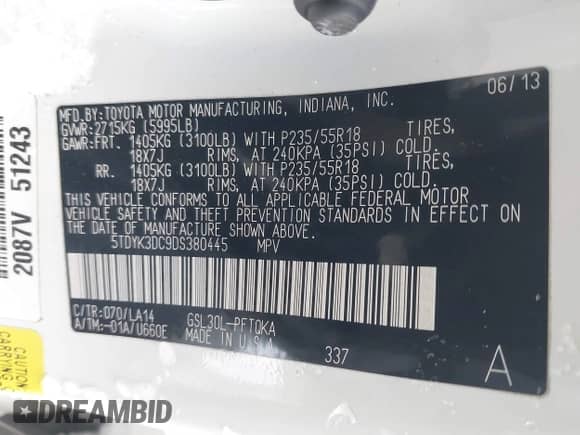 06/13
MFD.BY:TOYOTA MOTOR MANUFACTURING, INDIANA, INC.
GVWR:2715KG (5995LB)
GAWR:FRT. 1405KG (3100LB) WITH P235/55R18 TIRES,
18X7J RIMS, AT 240KPA (35PSI) COLD.
RR. 1405KG (3100LB) WITH P235/55R18 TIRES,
18X7J RIMS, AT 240KPA (35PSI) COLD.
THIS VEHICLE CONFORMS TO ALL APPLICABLE FEDERAL MOTOR
VEHICLE SAFETY AND THEFT PREVENTION STANDARDS IN EFFECT ON
THE DATE OF MANUFACTURE SHOWN ABOVE.
5TDYK3DC9DS380445 MPV
C/TR:070/LA14 GSL30L-PFTQKA
A/TM:-01A/U660E MADE IN U.S.A
337
A
2087V 51243
CAUTION
CARRYING
DREAMBID